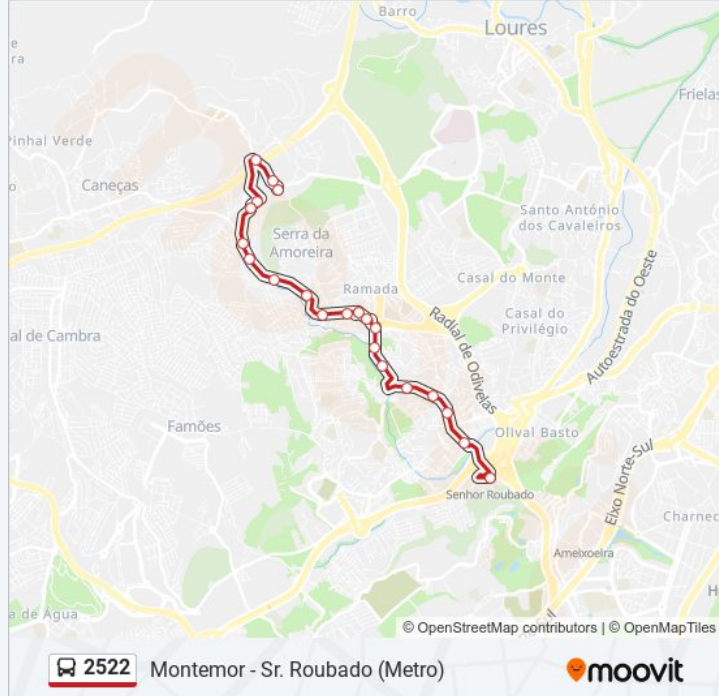 Barro
Loures
Frielas
Pinhal Verde
Caneças
Santo António
dos Cavaleiros
Serra da
Amoreira
Casal do Monte
Ramada
Casal do
Privilégio
Radial de Odivelas
Autoestrada do Oeste
al de Cambra
Famões
Olival Basto
Eixo Norte-Sul
Senhor Roubado
Charnec
Ameixoeira
a de Água
© OpenStreetMap contributors | © OpenMapTiles
2522 Montemor - Sr. Roubado (Metro) moovit